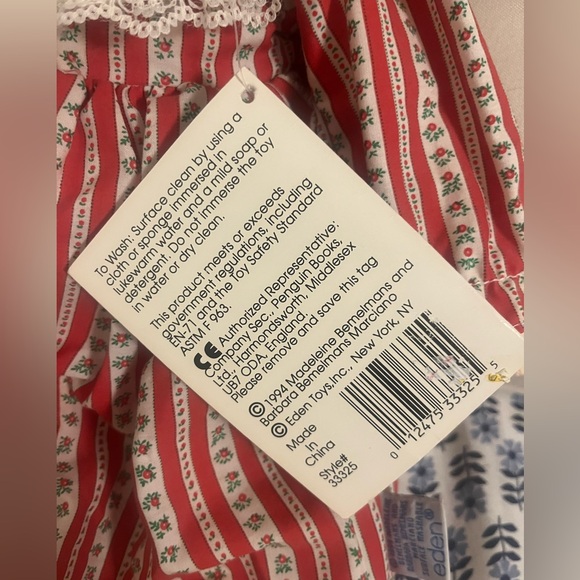 To Wash: Surface clean by using a
cloth or sponge immersed in
lukewarm water and a mild soap or
detergent. Do not immerse the Toy
in water or dry clean.
This product meets or exceeds
government regulations, including
EN-71 and the Toy Safety Standard
ASTM F963.
CE Authorized Representative:
Company Sec., Penguin Books,
Ltd., Harmondsworth, Middlesex
UB7 ODA, England.
Please remove and save this tag
© 1994 Madeleine Bemelmans and
Barbara Bemelmans Marciano
© Eden Toys, Inc., New York, NY
Made
in
China
Style#
33325
0 12475 33325 5
eden